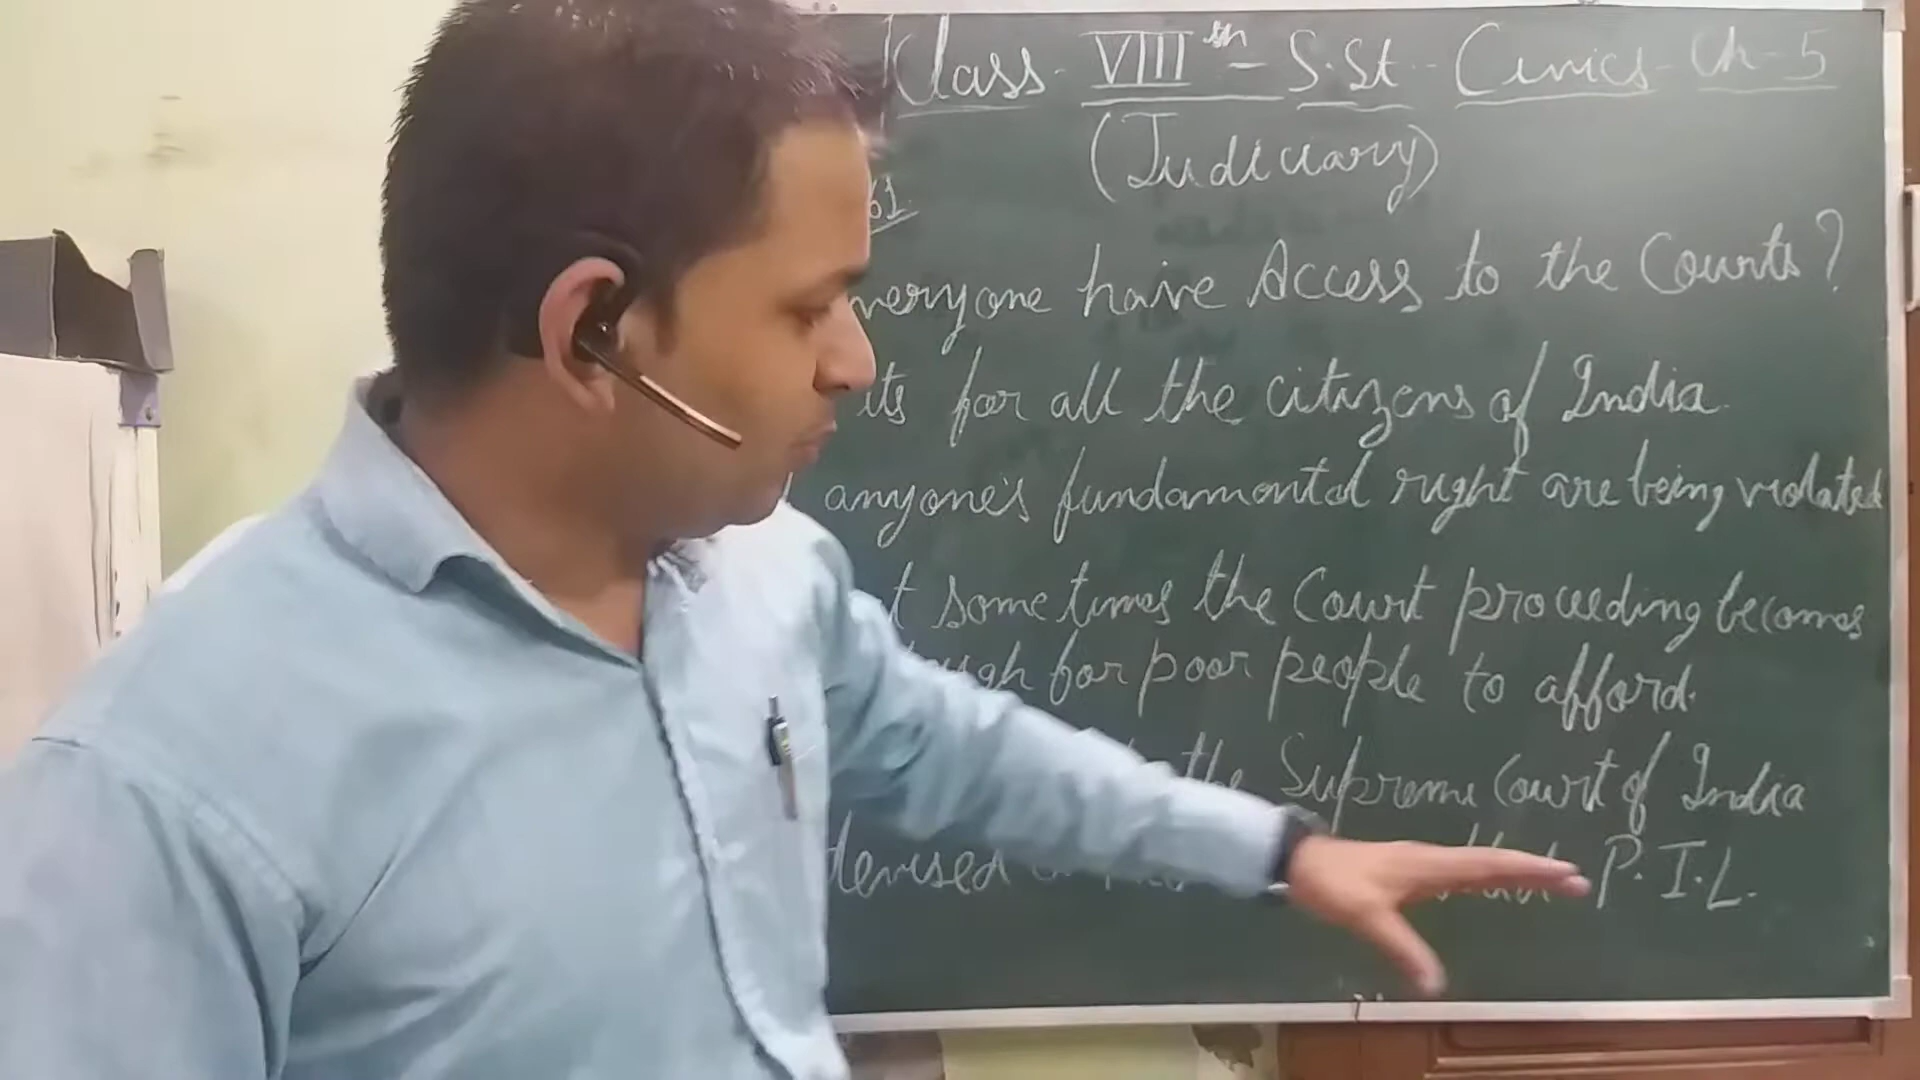 Class VIII th - S.St - Civics - Ch-5
(Judiciary)
61
everyone have Access to the Courts?
its for all the citizens of India.
anyone's fundamental right are being violated
t some times the Court proceeding becomes
for poor people to afford.
the Supreme Court of India
devised P.I.L.